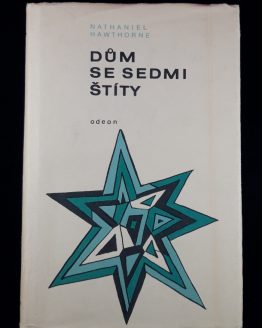 NATHANIEL
HAWTHORNE
DŮM
SE SEDMI
ŠTÍTY
odeon